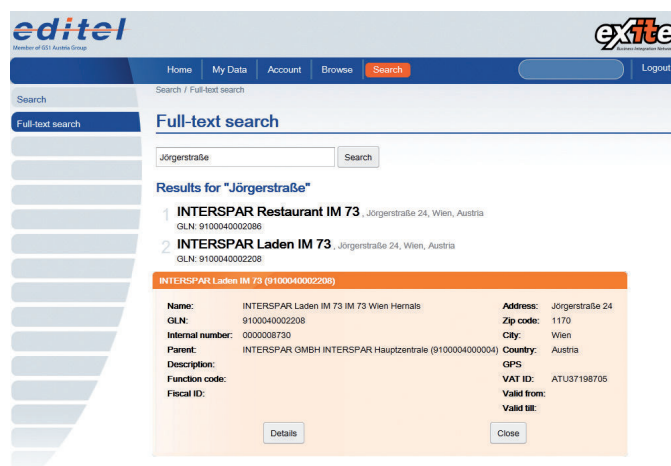 editel
Member of GS1 Austria Group
exite
Business Integration Network
Home My Data Account Browse Search Logout
Search / Full-text search
Search
Full-text search
Full-text search
Jörgerstraße Search
Results for "Jörgerstraße"
1 INTERSPAR Restaurant IM 73 , Jörgerstraße 24, Wien, Austria
GLN: 9100040002086
2 INTERSPAR Laden IM 73 , Jörgerstraße 24, Wien, Austria
GLN: 9100040002208
INTERSPAR Laden IM 73 (9100040002208)
Name: INTERSPAR Laden IM 73 IM 73 Wien Hernals Address: Jörgerstraße 24
GLN: 9100040002208 Zip code: 1170
Internal number: 0000008730 City: Wien
Parent: INTERSPAR GMBH INTERSPAR Hauptzentrale (9100004000004) Country: Austria
Description: GPS
Function code: VAT ID: ATU37198705
Fiscal ID: Valid from:
Valid till:
Details Close